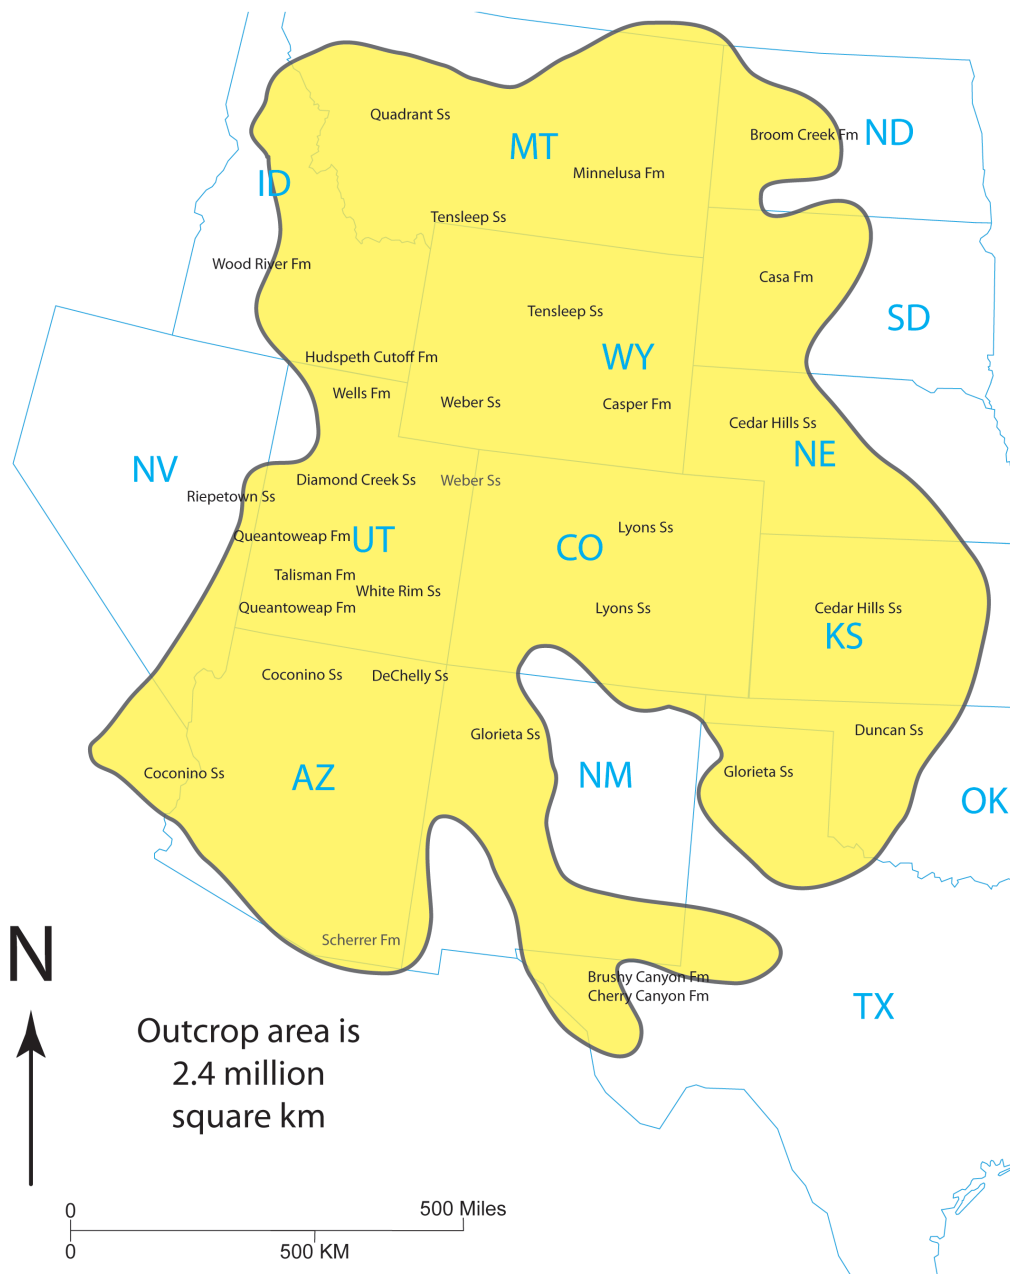 Quadrant Ss
Broom Creek Fm
ND
MT
Minnelusa Fm
ID
Tensleep Ss
Wood River Fm
Casa Fm
Tensleep Ss
SD
Hudspeth Cutoff Fm
WY
Wells Fm
Weber Ss
Casper Fm
Cedar Hills Ss
NE
NV
Diamond Creek Ss
Weber Ss
Riepetown Ss
Queantoweap Fm
UT
Lyons Ss
CO
Talisman Fm
White Rim Ss
Queantoweap Fm
Lyons Ss
Cedar Hills Ss
KS
Coconino Ss
DeChelly Ss
Glorieta Ss
Duncan Ss
Coconino Ss
AZ
NM
Glorieta Ss
OK
N
Scherrer Fm
Brushy Canyon Fm
Cherry Canyon Fm
TX
Outcrop area is
2.4 million
square km
0
500 Miles
0
500 KM